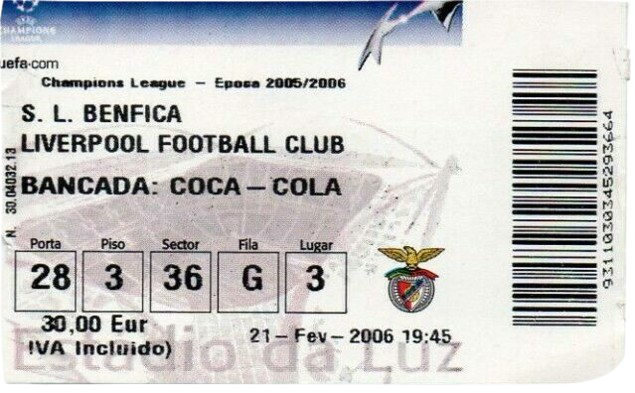 UEFA
CHAMPIONS
LEAGUE
uefa.com
Champions League - Epoca 2005/2006
S. L. BENFICA
LIVERPOOL FOOTBALL CLUB
BANCADA: COCA - COLA
N. 30.04032.13
Porta Piso Sector Fila Lugar
28 3 36 G 3
30,00 Eur
IVA Incluido)
21 - Fev - 2006 19:45
Estádio da Luz
9311030345293664